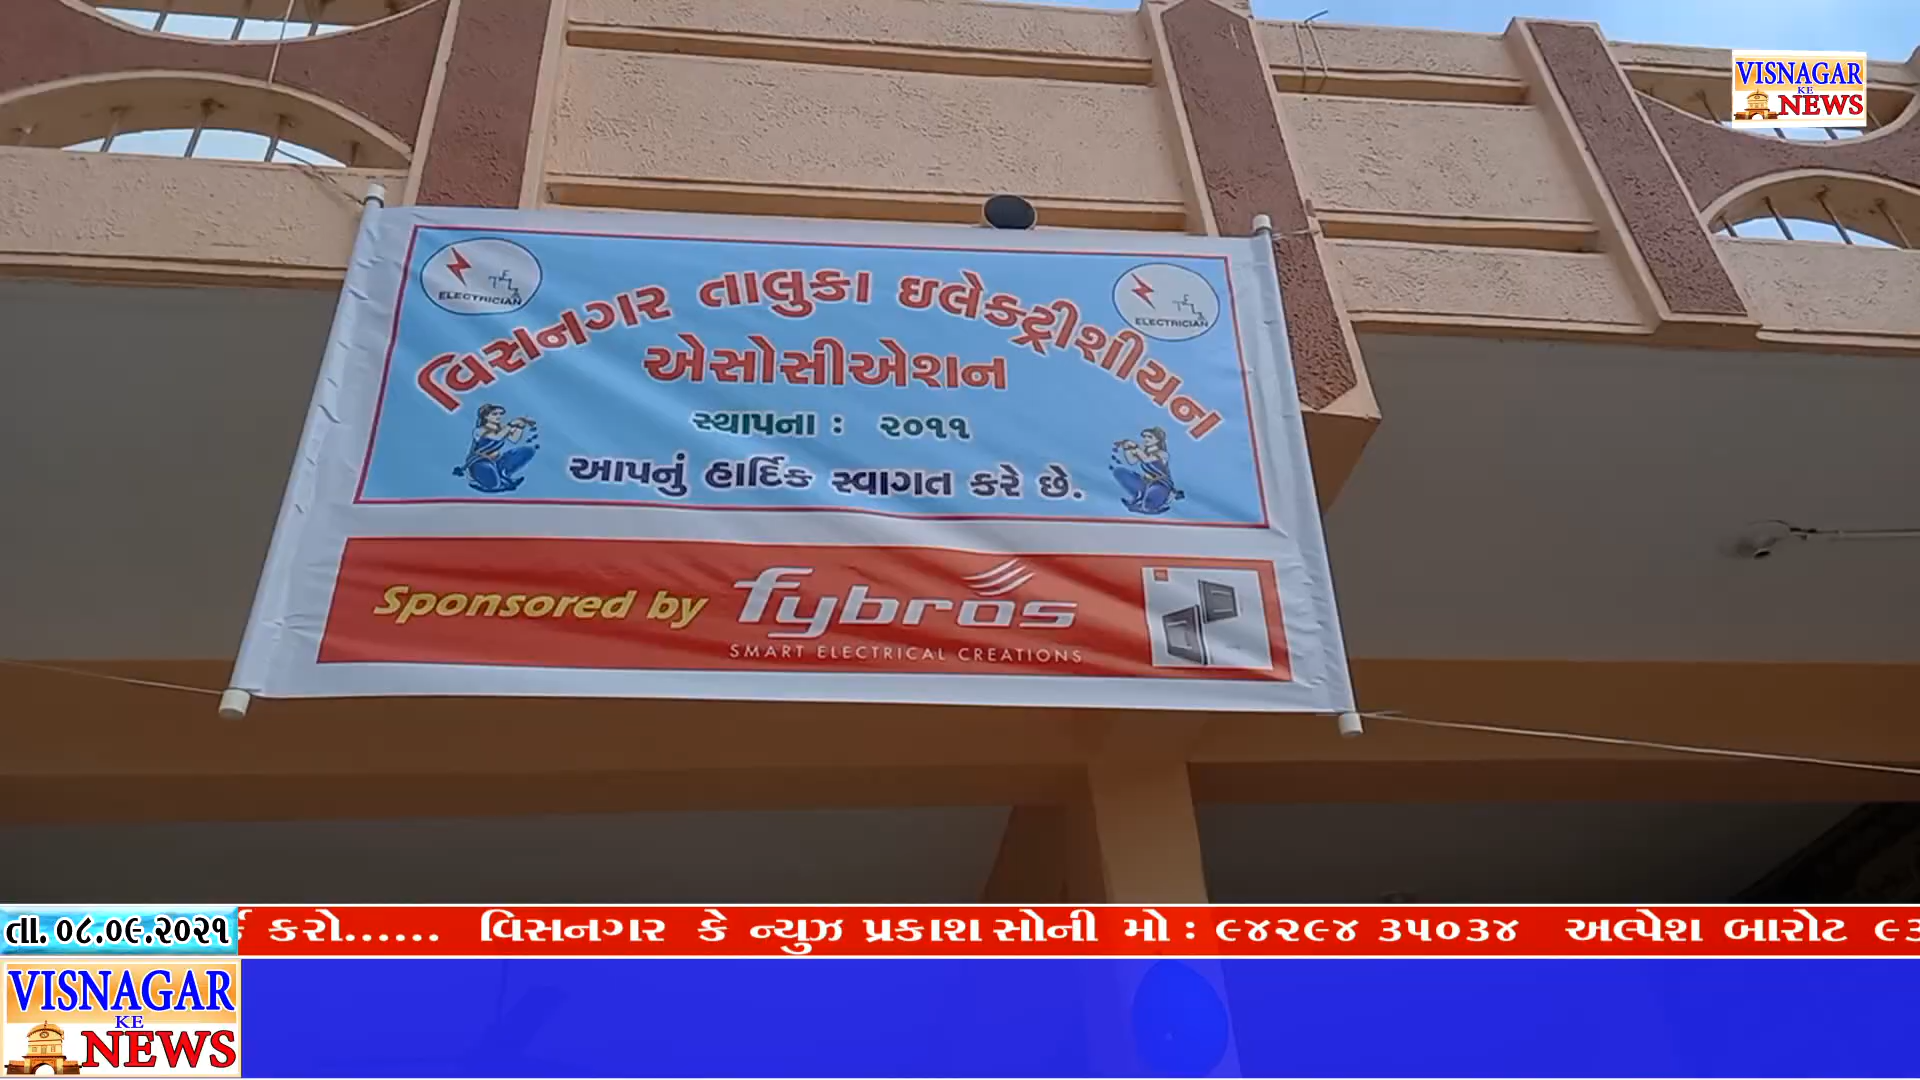 VISNAGAR
KE
NEWS
ELECTRICIAN
ELECTRICIAN
વિસનગર તાલુકા ઇલેક્ટ્રીશીયન
એસોસીએશન
સ્થાપના : ૨૦૧૧
આપનું હાર્દિક સ્વાગત કરે છે.
Sponsored by fybros
SMART ELECTRICAL CREATIONS
તા. ૦૮.૦૯.૨૦૨૧
કરો...... વિસનગર કે ન્યુઝ પ્રકાશ સોની મો : ૯૪૨૯૪ ૩૫૦૩૪ અલ્પેશ બારોટ ૯૩
VISNAGAR
KE
NEWS